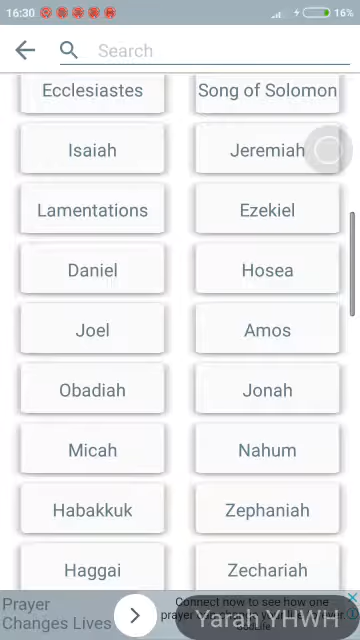 16:30 16%
Search
Ecclesiastes Song of Solomon
Isaiah Jeremiah
Lamentations Ezekiel
Daniel Hosea
Joel Amos
Obadiah Jonah
Micah Nahum
Habakkuk Zephaniah
Haggai Zechariah
Prayer
Changes Lives
Connect now to see how one
Yarah YHWH